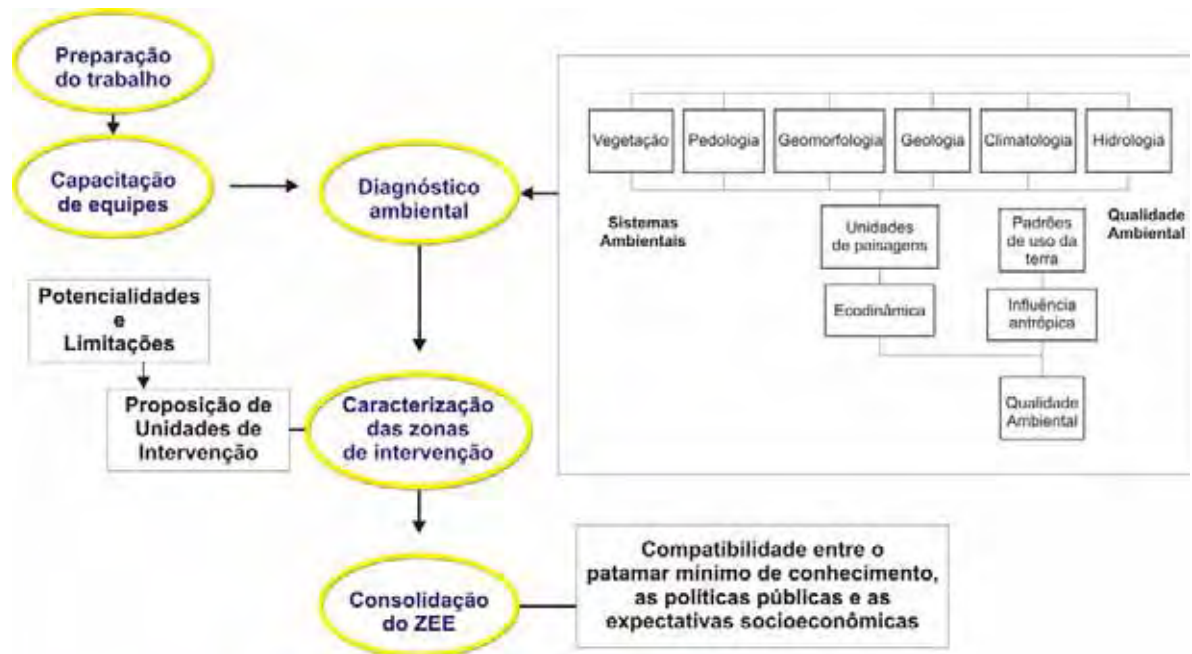 Preparação
do trabalho
Capacitação
de equipes
Diagnóstico
ambiental
Vegetação
Pedologia
Geomorfologia
Geologia
Climatologia
Hidrologia
Sistemas
Ambientais
Unidades
de paisagens
Padrões
de uso da
terra
Qualidade
Ambiental
Ecodinâmica
Influência
antrópica
Qualidade
Ambiental
Potencialidades
e
Limitações
Proposição de
Unidades de
Intervenção
Caracterização
das zonas
de intervenção
Consolidação
do ZEE
Compatibilidade entre o
patamar mínimo de conhecimento,
as políticas públicas e as
expectativas socioeconômicas